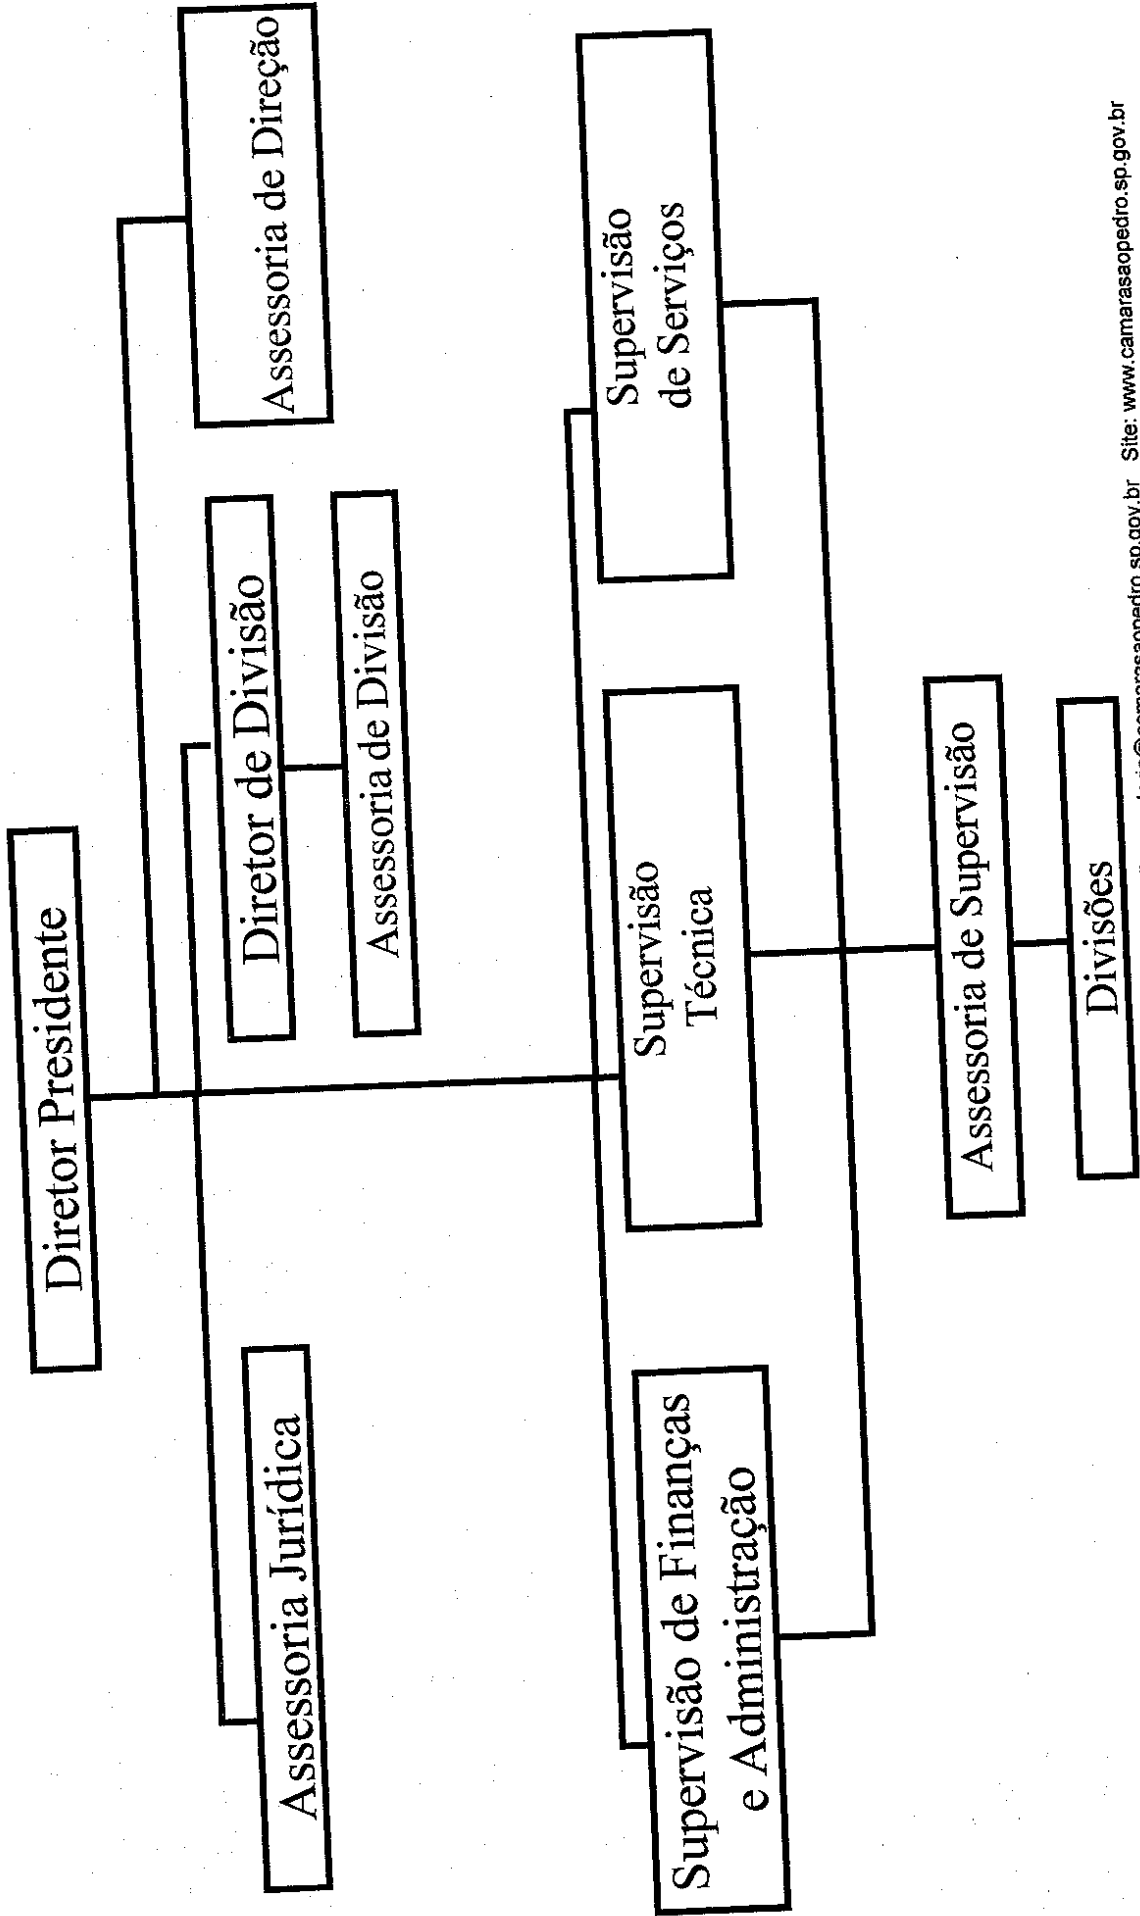 Diretor Presidente
Assessoria Jurídica
Diretor de Divisão
Assessoria de Direção
Assessoria de Divisão
Supervisão de Finanças
e Administração
Supervisão
Técnica
Supervisão
de Serviços
Assessoria de Supervisão
Divisões
Site: www.camarasaopedro.sp.gov.br